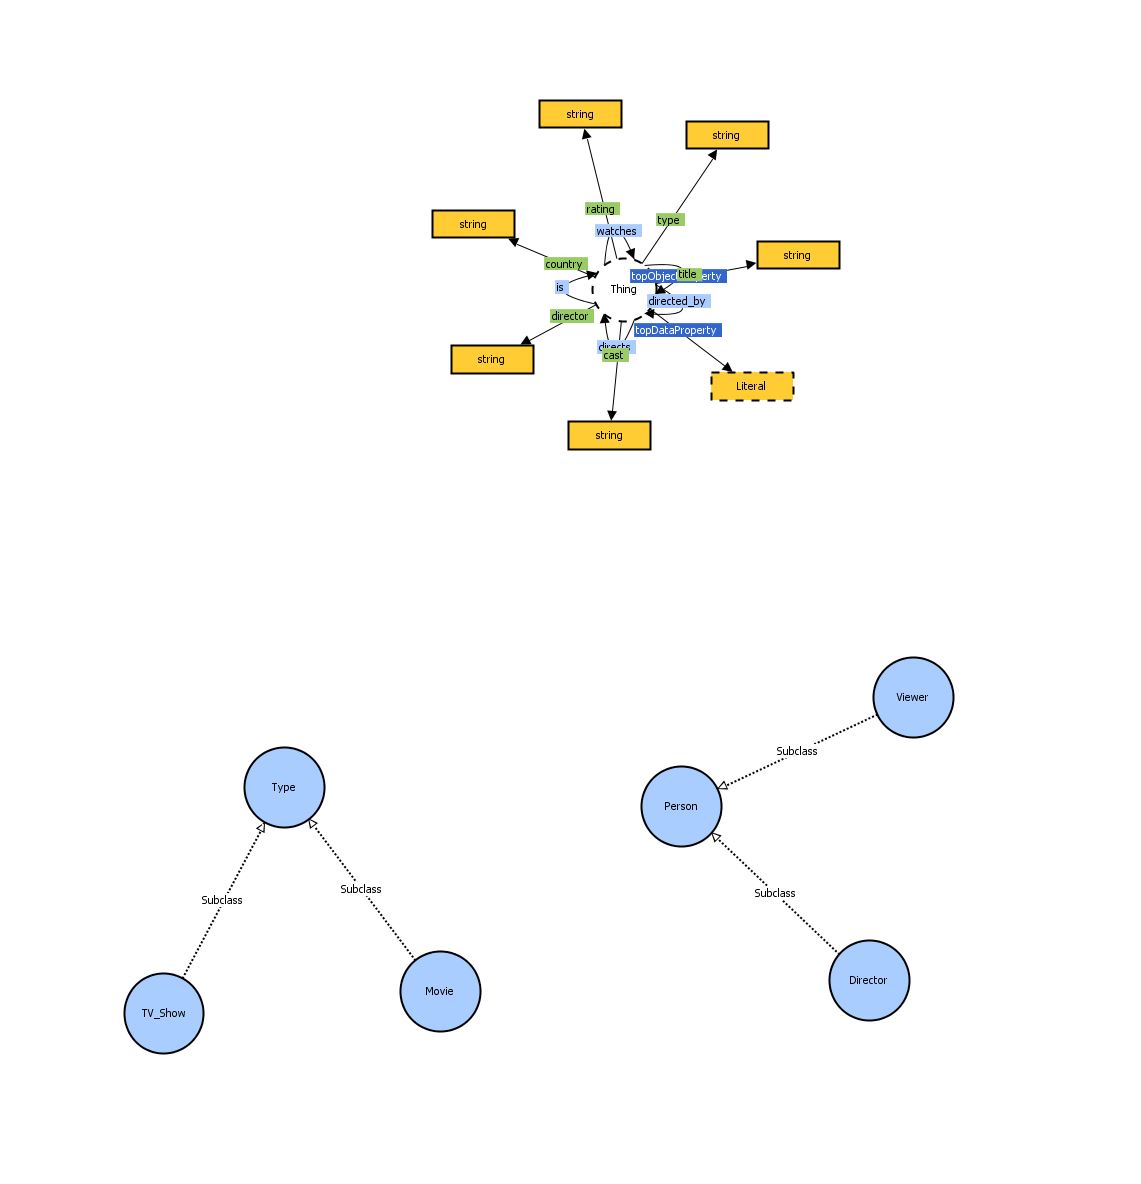 string
string
string
rating
type
watches
string
country
topObjectProperty
title
is
Thing
directed_by
director
topDataProperty
directs
cast
string
Literal
string
Viewer
Subclass
Type
Person
Subclass
Subclass
Subclass
Director
Movie
TV_Show